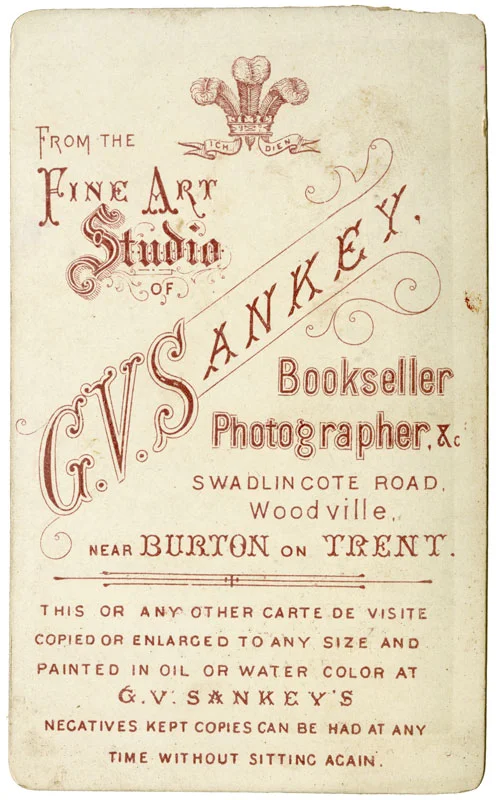 ICH DIEN
FROM THE
FINE ART
Studio
OF
G.V. SANKEY.
Bookseller
Photographer, &c
SWADLINCOTE ROAD,
Woodville,
NEAR BURTON ON TRENT.
THIS OR ANY OTHER CARTE DE VISITE
COPIED OR ENLARGED TO ANY SIZE AND
PAINTED IN OIL OR WATER COLOR AT
G.V. SANKEY'S
NEGATIVES KEPT COPIES CAN BE HAD AT ANY
TIME WITHOUT SITTING AGAIN.